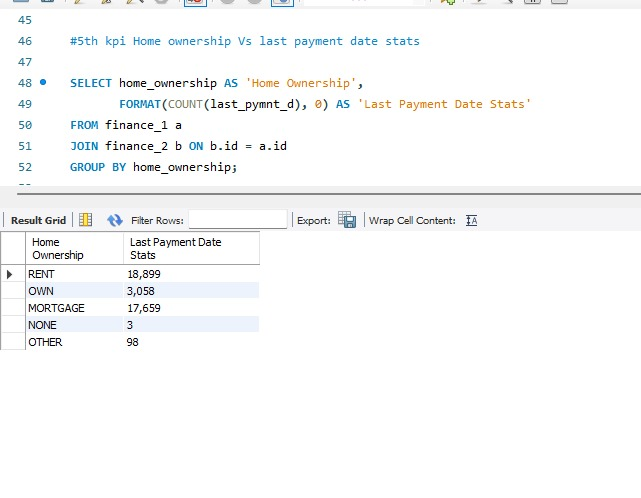 45
46 #5th kpi Home ownership Vs last payment date stats
47
48 SELECT home_ownership AS 'Home Ownership',
49 FORMAT(COUNT(last_pymnt_d), 0) AS 'Last Payment Date Stats'
50 FROM finance_1 a
51 JOIN finance_2 b ON b.id = a.id
52 GROUP BY home_ownership;
Result Grid Filter Rows: Export: Wrap Cell Content: IA
Home Ownership Last Payment Date Stats
RENT 18,899
OWN 3,058
MORTGAGE 17,659
NONE 3
OTHER 98